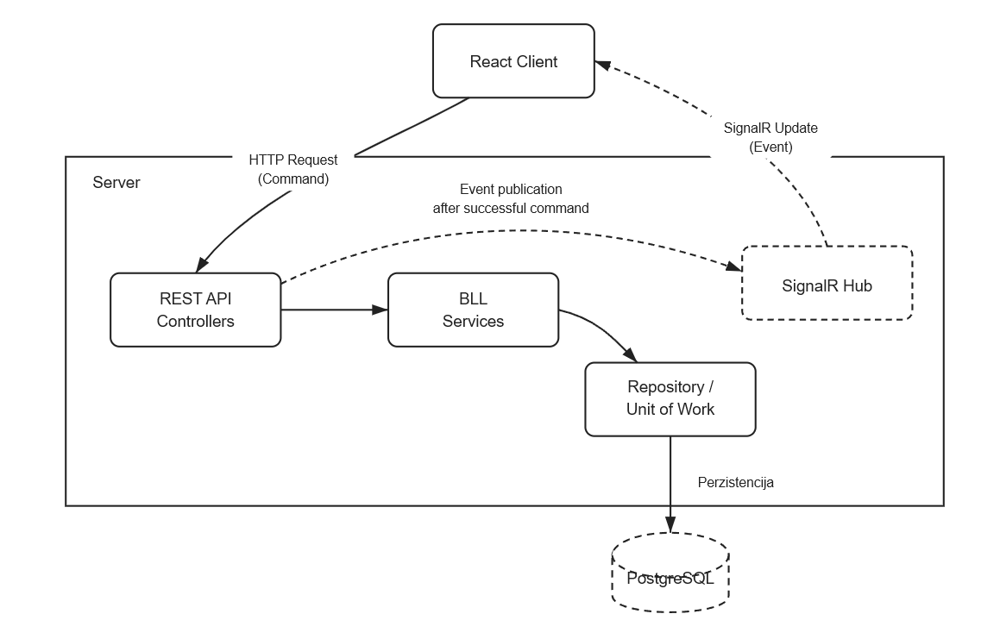 React Client
SignalR Update
(Event)
HTTP Request
(Command)
Server
Event publication
after successful command
REST API
Controllers
BLL
Services
SignalR Hub
Repository /
Unit of Work
Perzistencija
PostgreSQL